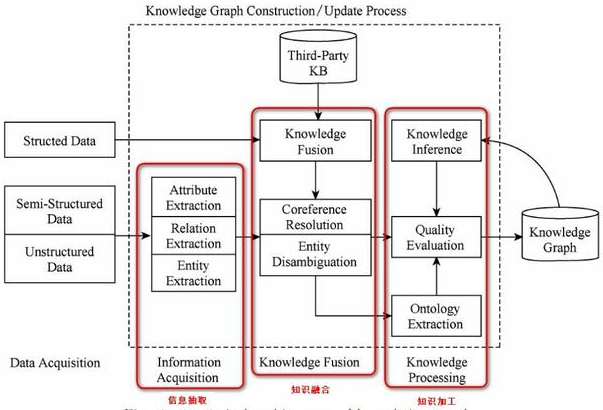 Knowledge Graph Construction/Update Process
Third-Party
KB
Structed Data
Knowledge
Fusion
Knowledge
Inference
Semi-Structured
Data
Unstructured
Data
Attribute
Extraction
Relation
Extraction
Entity
Extraction
Coreference
Resolution
Entity
Disambiguation
Quality
Evaluation
Knowledge
Graph
Ontology
Extraction
Data Acquisition
Information
Acquisition
Knowledge Fusion
Knowledge
Processing
信息抽取
知识融合
知识加工